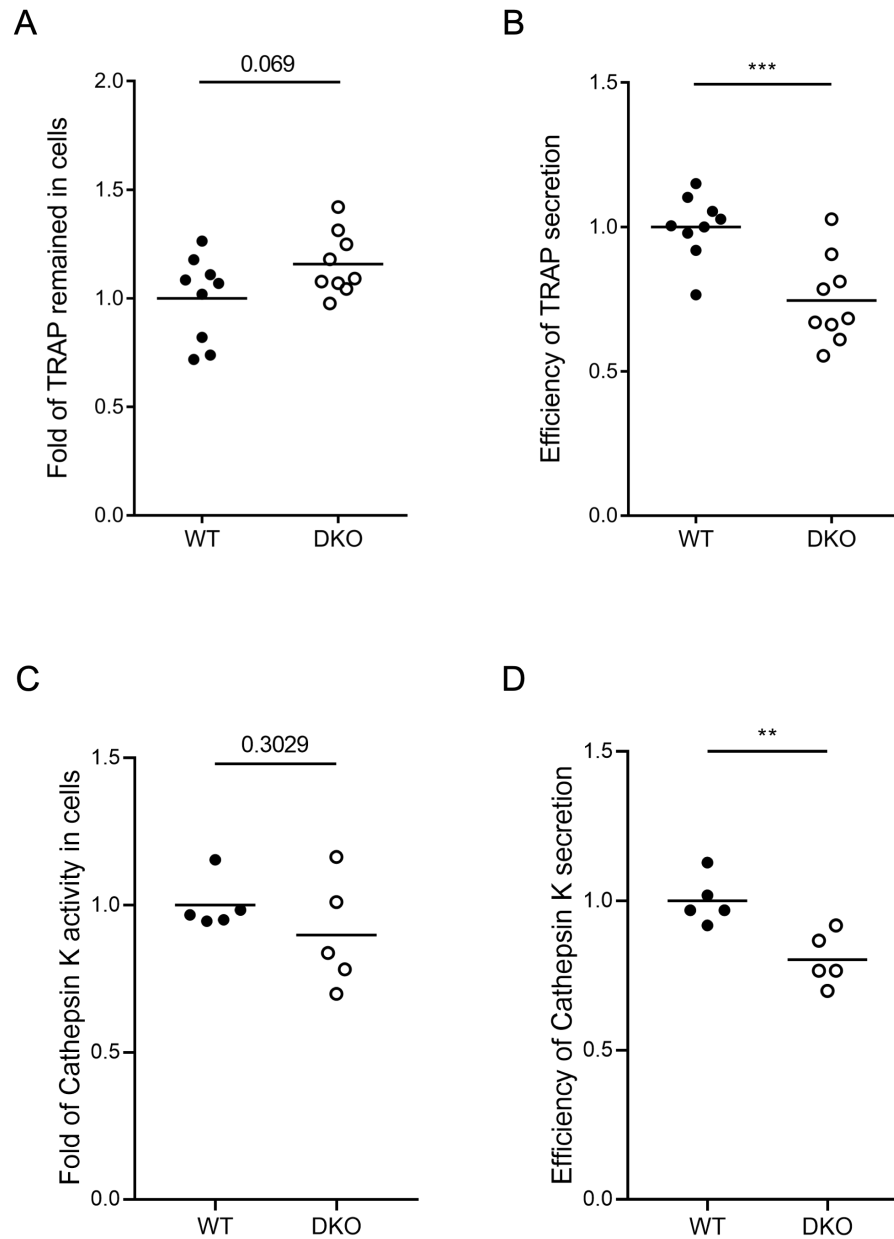 A
0.069
2.0
1.5
1.0
0.5
0.0
Fold of TRAP remained in cells
WT
DKO
B
***
1.5
1.0
0.5
0.0
Efficiency of TRAP secretion
WT
DKO
C
0.3029
1.5
1.0
0.5
0.0
Fold of Cathepsin K activity in cells
WT
DKO
D
**
1.5
1.0
0.5
0.0
Efficiency of Cathepsin K secretion
WT
DKO